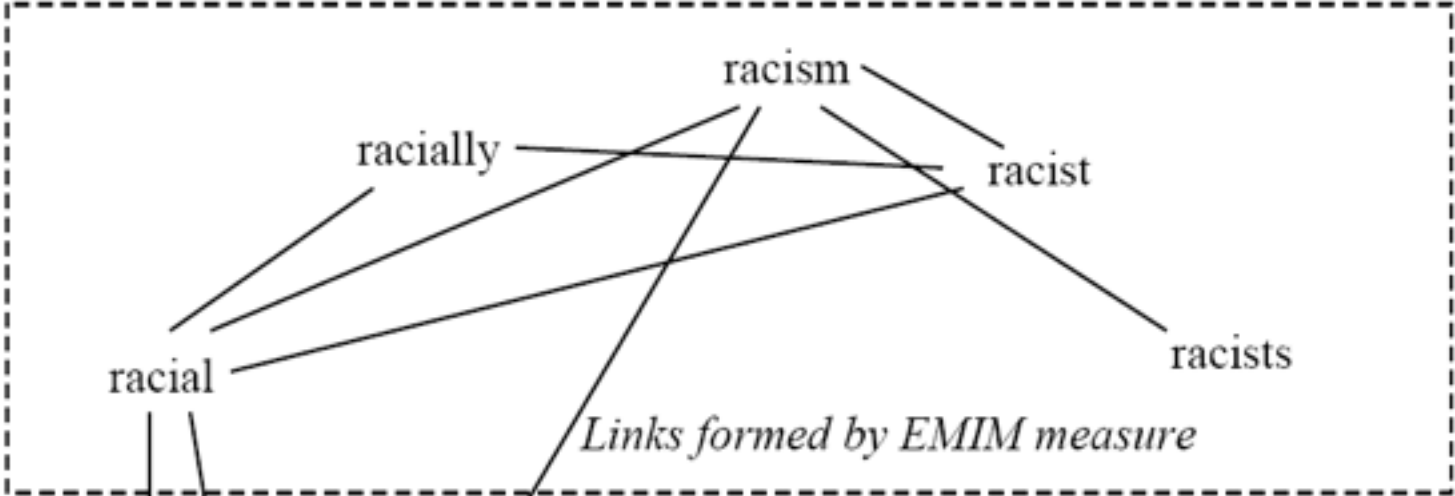 racism
racially
racist
racists
racial
Links formed by EMIM measure